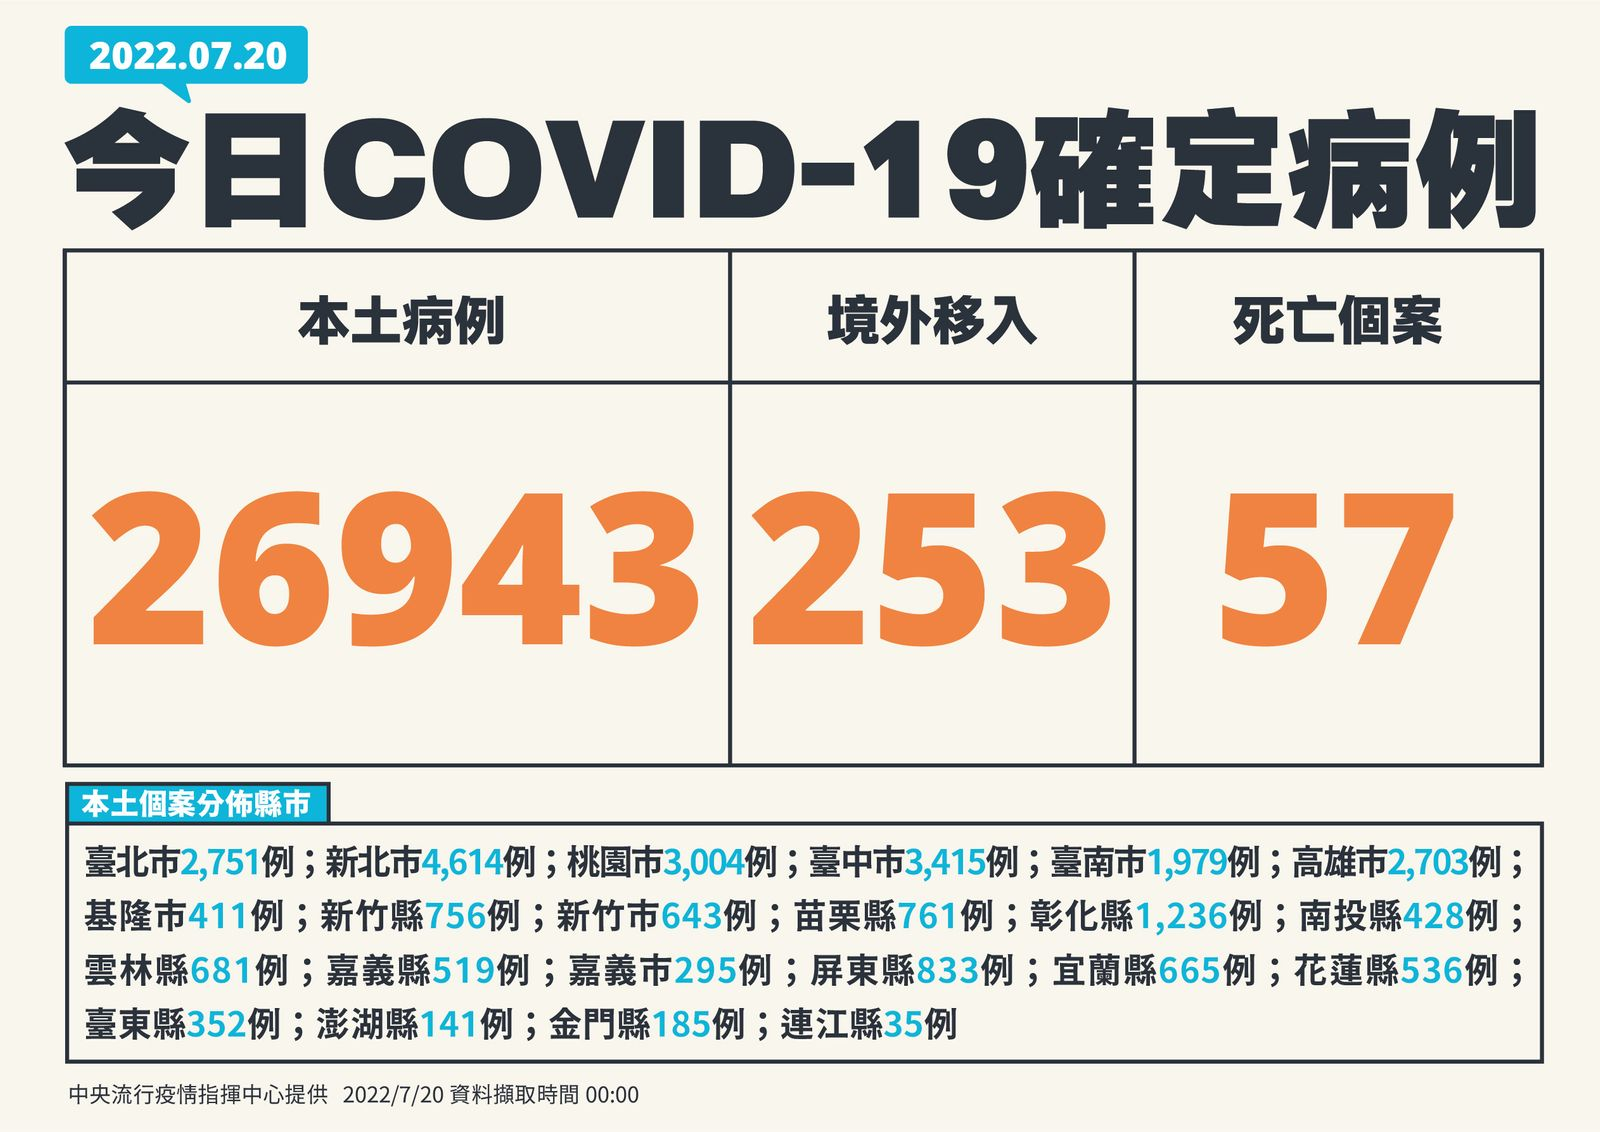 2022.07.20
今日COVID-19確定病例
本土病例 境外移入 死亡個案
26943 253 57
本土個案分佈縣市
臺北市2,751例；新北市4,614例；桃園市3,004例；臺中市3,415例；臺南市1,979例；高雄市2,703例；
基隆市411例；新竹縣756例；新竹市643例；苗栗縣761例；彰化縣1,236例；南投縣428例；
雲林縣681例；嘉義縣519例；嘉義市295例；屏東縣833例；宜蘭縣665例；花蓮縣536例；
臺東縣352例；澎湖縣141例；金門縣185例；連江縣35例
中央流行疫情指揮中心提供 2022/7/20 資料擷取時間 00:00